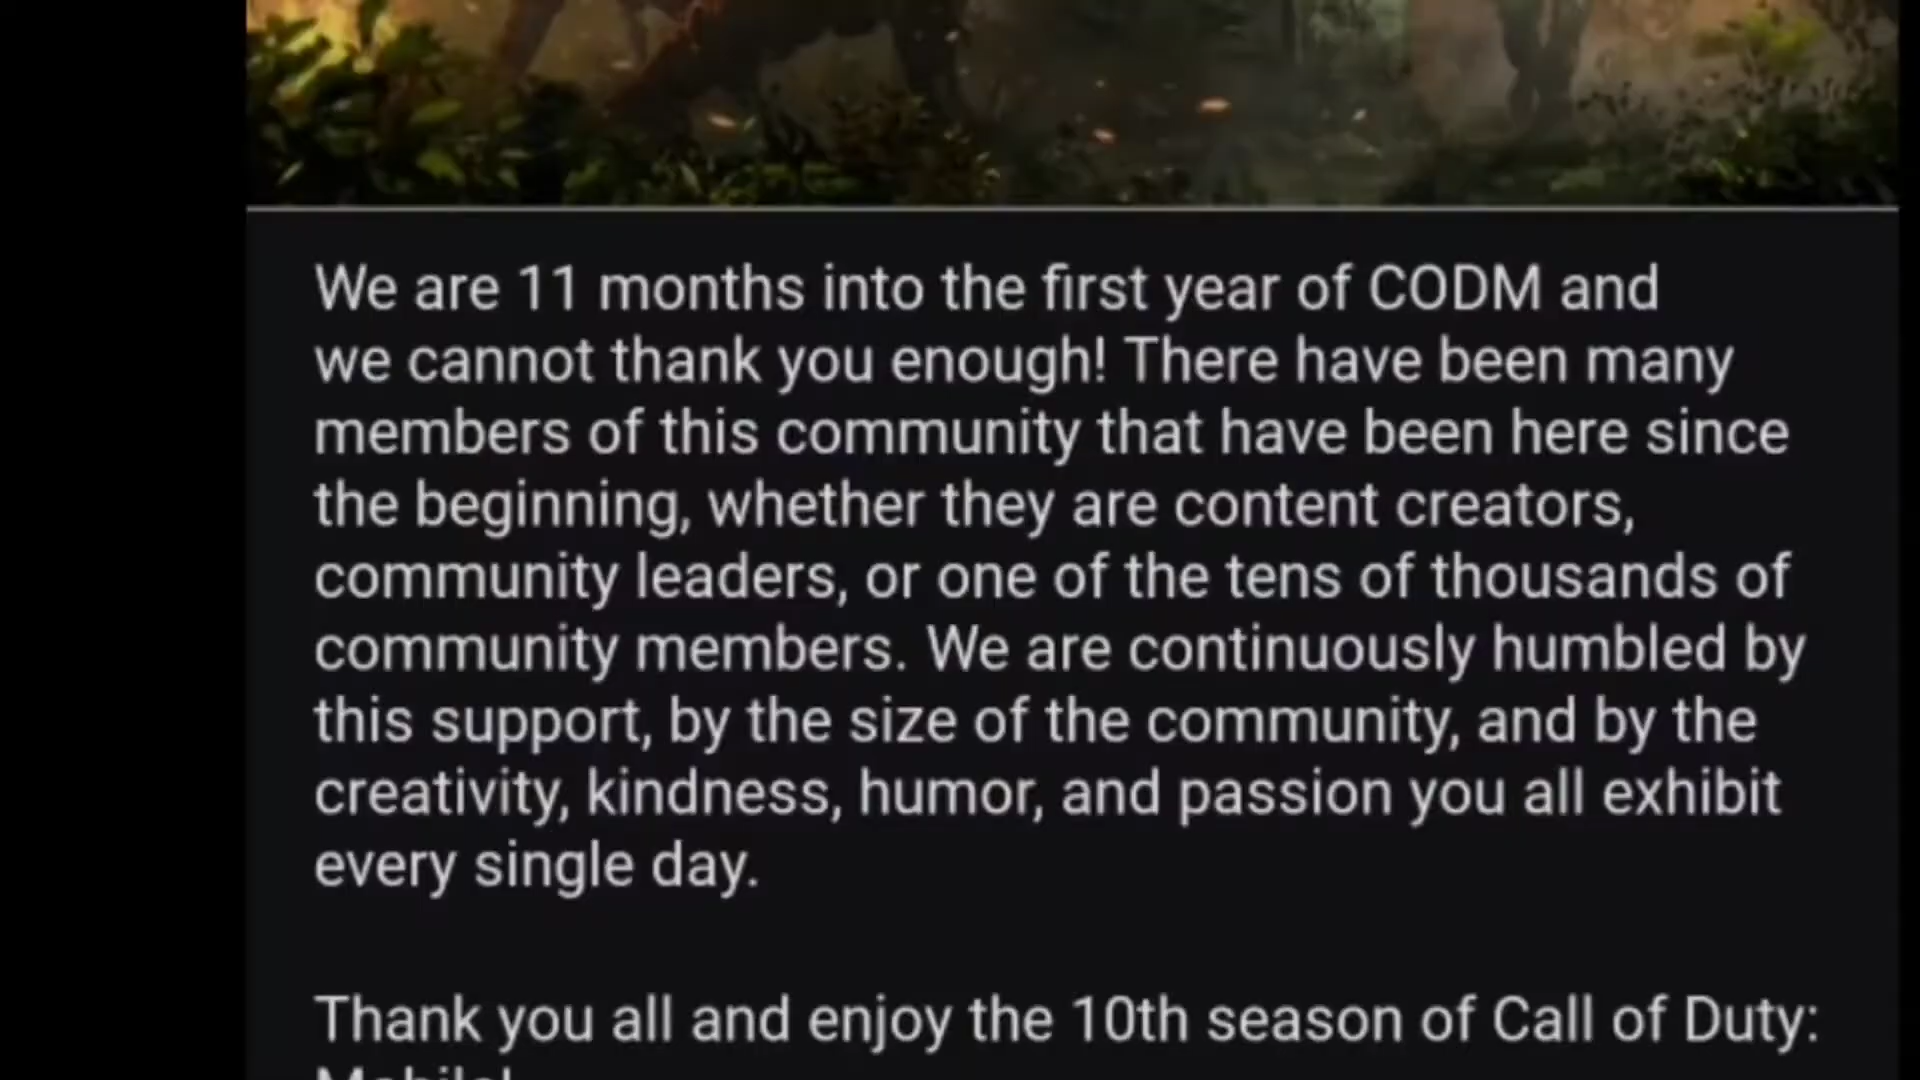 We are 11 months into the first year of CODM and
we cannot thank you enough! There have been many
members of this community that have been here since
the beginning, whether they are content creators,
community leaders, or one of the tens of thousands of
community members. We are continuously humbled by
this support, by the size of the community, and by the
creativity, kindness, humor, and passion you all exhibit
every single day.
Thank you all and enjoy the 10th season of Call of Duty:
Mobile!